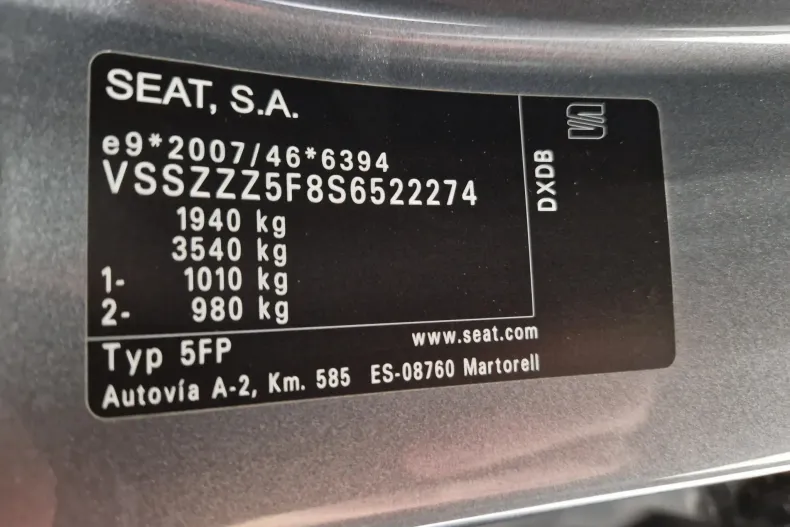 SEAT, S.A.
e9*2007/46*6394
VSSZZZ5F8S6522274
1940 kg
3540 kg
1- 1010 kg
2- 980 kg
DXDB
Typ 5FP
www.seat.com
Autovía A-2, Km. 585 ES-08760 Martorell